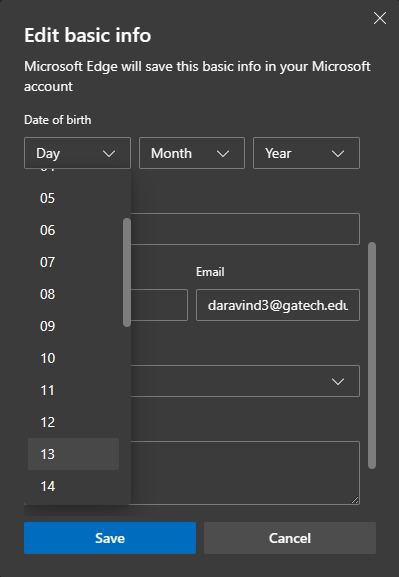 Edit basic info
Microsoft Edge will save this basic info in your Microsoft
account
Date of birth
Day Month Year
05
06
07
Email
08
daravind3@gatech.edu
09
10
11
12
13
14
Save Cancel